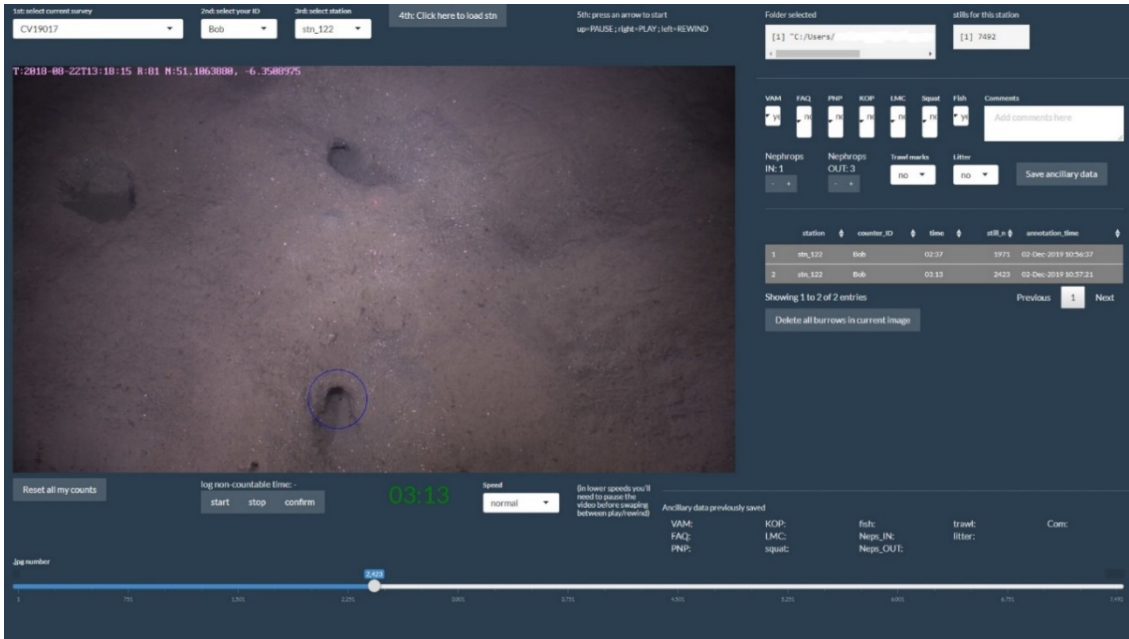 1st: select current survey
2nd: select your ID
3rd: select station
4th: Click here to load stn
5th: press an arrow to start
up=PAUSE ; right=PLAY ; left=REWIND
CV19017
Bob
stn_122
Folder selected
[1] "C:/Users/
stills for this station
[1] 7492
T:2018-08-22T13:18:15 R:81 N:51.1063880, -6.3508975
VAM FAQ PNP KOP LMC Squat Fish Comments
ye no no no no no ye Add comments here
Nephrops IN: 1
- +
Nephrops OUT: 3
- +
Trawl marks
no
Litter
no
Save ancillary data
station counter_ID time still_n annotation_time
1 stn_122 Bob 02:37 1971 02-Dec-2019 10:56:37
2 stn_122 Bob 03:13 2423 02-Dec-2019 10:57:21
Showing 1 to 2 of 2 entries
Previous 1 Next
Delete all burrows in current image
Reset all my counts
log non-countable time: -
start stop confirm
03:13
Speed
normal
(in lower speeds you'll
need to pause the
video before swaping
between play/rewind)
Ancillary data previously saved
VAM: KOP: fish: trawl: Com:
FAQ: LMC: Neps_IN: litter:
PNP: squat: Neps_OUT:
.jpg number
2,423
1 751 1,501 2,251 3,001 3,751 4,501 5,251 6,001 6,751 7,492